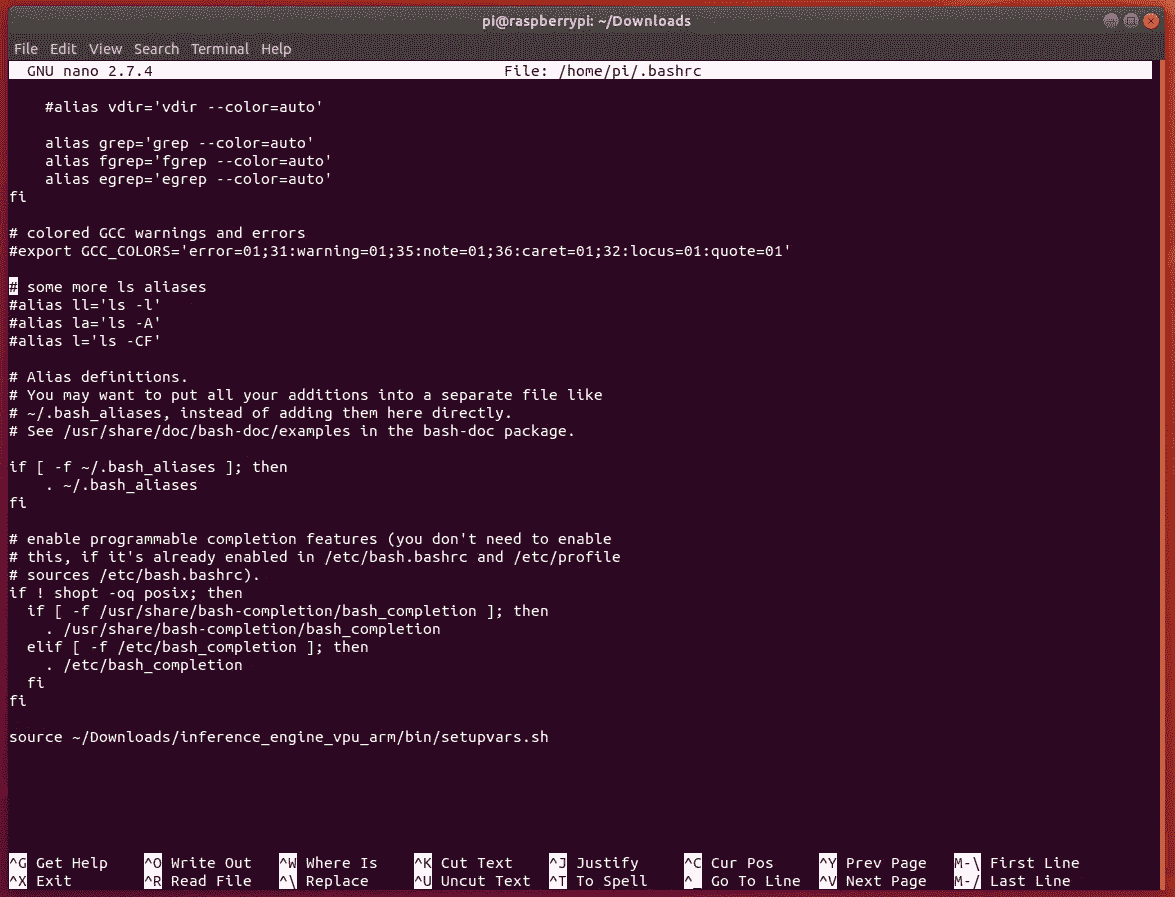 pi@raspberrypi: ~/Downloads
File Edit View Search Terminal Help
GNU nano 2.7.4 File: /home/pi/.bashrc
#alias vdir='vdir --color=auto'
alias grep='grep --color=auto'
alias fgrep='fgrep --color=auto'
alias egrep='egrep --color=auto'
fi
# colored GCC warnings and errors
#export GCC_COLORS='error=01;31:warning=01;35:note=01;36:caret=01;32:locus=01:quote=01'
# some more ls aliases
#alias ll='ls -l'
#alias la='ls -A'
#alias l='ls -CF'
# Alias definitions.
# You may want to put all your additions into a separate file like
# ~/.bash_aliases, instead of adding them here directly.
# See /usr/share/doc/bash-doc/examples in the bash-doc package.
if [ -f ~/.bash_aliases ]; then
    . ~/.bash_aliases
fi
# enable programmable completion features (you don't need to enable
# this, if it's already enabled in /etc/bash.bashrc and /etc/profile
# sources /etc/bash.bashrc).
if ! shopt -oq posix; then
  if [ -f /usr/share/bash-completion/bash_completion ]; then
    . /usr/share/bash-completion/bash_completion
  elif [ -f /etc/bash_completion ]; then
    . /etc/bash_completion
  fi
fi
source ~/Downloads/inference_engine_vpu_arm/bin/setupvars.sh
^G Get Help ^O Write Out ^W Where Is ^K Cut Text ^J Justify ^C Cur Pos ^Y Prev Page M-\ First Line
^X Exit ^R Read File ^\ Replace ^U Uncut Text ^T To Spell ^_ Go To Line ^V Next Page M-/ Last Line